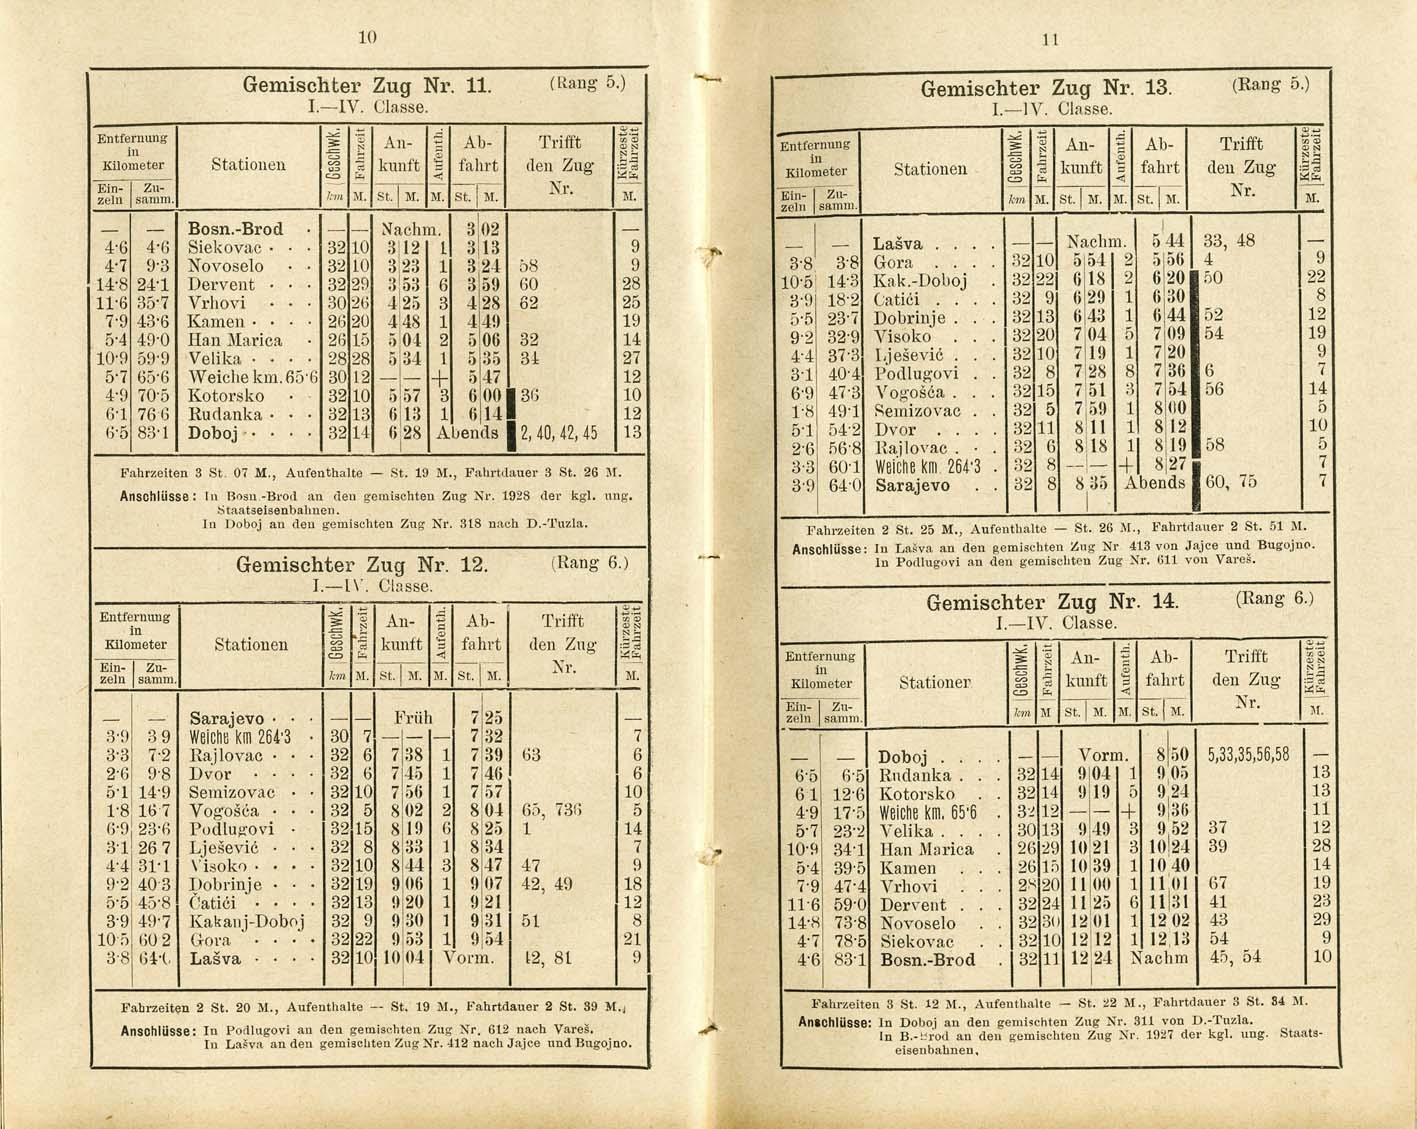 10
Gemischter Zug Nr. 11. (Rang 5.)
I.—IV. Classe.
Entfernung in Kilometer Stationen Geschwk. Fahrzeit An-kunft Aufenth. Ab-fahrt Trifft den Zug Nr. Kürzeste Fahrzeit
Ein-zeln Zu-samm. km M. St. M. M. St. M. M.
— — Bosn.-Brod · — — Nachm. 3 02 —
4·6 4·6 Siekovac · · · 32 10 3 12 1 3 13 9
4·7 9·3 Novoselo · · 32 10 3 23 1 3 24 58 9
14·8 24·1 Dervent · · · 32 29 3 53 6 3 59 60 28
11·6 35·7 Vrhovi · · · 30 26 4 25 3 4 28 62 25
7·9 43·6 Kamen · · · · 26 20 4 48 1 4 49 19
5·4 49·0 Han Marica · 26 15 5 04 2 5 06 32 14
10·9 59·9 Velika · · · · 28 28 5 34 1 5 35 34 27
5·7 65·6 Weiche km. 65·6 30 12 — — + 5 47 12
4·9 70·5 Kotorsko · 32 10 5 57 3 6 00 36 10
6·1 76 6 Rudanka · · · 32 13 6 13 1 6 14 12
6·5 83·1 Doboj · · · · 32 14 6 28 Abends 2, 40, 42, 45 13
Fahrzeiten 3 St. 07 M., Aufenthalte — St. 19 M., Fahrtdauer 3 St. 26 M.
Anschlüsse: In Bosn.-Brod an den gemischten Zug Nr. 1928 der kgl. ung.
Staatseisenbahnen.
In Doboj an den gemischten Zug Nr. 318 nach D.-Tuzla.
Gemischter Zug Nr. 12. (Rang 6.)
I.—IV. Classe.
Entfernung in Kilometer Stationen Geschwk. Fahrzeit An-kunft Aufenth. Ab-fahrt Trifft den Zug Nr. Kürzeste Fahrzeit
Ein-zeln Zu-samm. km M. St. M. M. St. M. M.
— — Sarajevo · · · — — Früh 7 25 —
3·9 3 9 Weiche km 264·3 · 30 7 — — — 7 32 7
3·3 7·2 Rajlovac · · · 32 6 7 38 1 7 39 63 6
2·6 9·8 Dvor · · · · 32 6 7 45 1 7 46 6
5·1 14·9 Semizovac · · 32 10 7 56 1 7 57 10
1·8 16 7 Vogošća · · · 32 5 8 02 2 8 04 65, 736 5
6·9 23·6 Podlugovi · 32 15 8 19 6 8 25 1 14
3·1 26 7 Lješević · · · 32 8 8 33 1 8 34 7
4·4 31·1 Visoko · · · · 32 10 8 44 3 8 47 47 9
9·2 40 3 Dobrinje · · · 32 19 9 06 1 9 07 42, 49 18
5·5 45·8 Čatići · · · · 32 13 9 20 1 9 21 12
3·9 49·7 Kakanj-Doboj 32 9 9 30 1 9 31 51 8
10 5 60 2 Gora · · · · 32 22 9 53 1 9 54 21
3·8 64·0 Lašva · · · · 32 10 10 04 Vorm. 12, 81 9
Fahrzeiten 2 St. 20 M., Aufenthalte — St. 19 M., Fahrtdauer 2 St. 39 M.
Anschlüsse: In Podlugovi an den gemischten Zug Nr. 612 nach Vareš.
In Lašva an den gemischten Zug Nr. 412 nach Jajce und Bugojno.
11
Gemischter Zug Nr. 13. (Rang 5.)
I.—IV. Classe.
Entfernung in Kilometer Stationen Geschwk. Fahrzeit An-kunft Aufenth. Ab-fahrt Trifft den Zug Nr. Kürzeste Fahrzeit
Ein-zeln Zu-samm. km M. St. M. M. St. M. M.
— — Lašva . . . . — — Nachm. 5 44 33, 48 —
3·8 3·8 Gora . . . . 32 10 5 54 2 5 56 4 9
10·5 14·3 Kak.-Doboj . 32 22 6 18 2 6 20 50 22
3·9 18·2 Čatići . . . . 32 9 6 29 1 6 30 8
5·5 23·7 Dobrinje . . . 32 13 6 43 1 6 44 52 12
9·2 32·9 Visoko . . . 32 20 7 04 5 7 09 54 19
4·4 37·3 Lješević . . . 32 10 7 19 1 7 20 9
3·1 40·4 Podlugovi . . 32 8 7 28 8 7 36 6 7
6·9 47·3 Vogošća . . . 32 15 7 51 3 7 54 56 14
1·8 49·1 Semizovac . . 32 5 7 59 1 8 00 5
5·1 54·2 Dvor . . . . 32 11 8 11 1 8 12 10
2·6 56·8 Rajlovac . . . 32 6 8 18 1 8 19 58 5
3·3 60·1 Weiche km. 264·3 . 32 8 — — + 8 27 7
3·9 64·0 Sarajevo . . 32 8 8 35 Abends 60, 75 7
Fahrzeiten 2 St. 25 M., Aufenthalte — St. 26 M., Fahrtdauer 2 St. 51 M.
Anschlüsse: In Lašva an den gemischten Zug Nr 413 von Jajce und Bugojno.
In Podlugovi an den gemischten Zug Nr. 611 von Vareš.
Gemischter Zug Nr. 14. (Rang 6.)
I.—IV. Classe.
Entfernung in Kilometer Stationen Geschwk. Fahrzeit An-kunft Aufenth. Ab-fahrt Trifft den Zug Nr. Kürzeste Fahrzeit
Ein-zeln Zu-samm. km M St. M. M. St. M. M.
— — Doboj . . . . — — Vorm. 8 50 5,33,35,56,58 —
6·5 6·5 Rudanka . . . 32 14 9 04 1 9 05 13
6 1 12·6 Kotorsko . . 32 14 9 19 5 9 24 13
4·9 17·5 Weiche km. 65·6 . 32 12 — — + 9 36 11
5·7 23·2 Velika . . . . 30 13 9 49 3 9 52 37 12
10·9 34·1 Han Marica . 26 29 10 21 3 10 24 39 28
5·4 39·5 Kamen . . . 26 15 10 39 1 10 40 14
7·9 47·4 Vrhovi . . . 28 20 11 00 1 11 01 67 19
11·6 59·0 Dervent . . . 32 24 11 25 6 11 31 41 23
14·8 73·8 Novoselo . . 32 30 12 01 1 12 02 43 29
4·7 78·5 Siekovac . . 32 10 12 12 1 12 13 54 9
4·6 83·1 Bosn.-Brod . 32 11 12 24 Nachm 45, 54 10
Fahrzeiten 3 St. 12 M., Aufenthalte — St. 22 M., Fahrtdauer 3 St. 34 M.
Anschlüsse: In Doboj an den gemischten Zug Nr. 311 von D.-Tuzla.
In B.-Brod an den gemischten Zug Nr. 1927 der kgl. ung. Staats-
eisenbahnen.